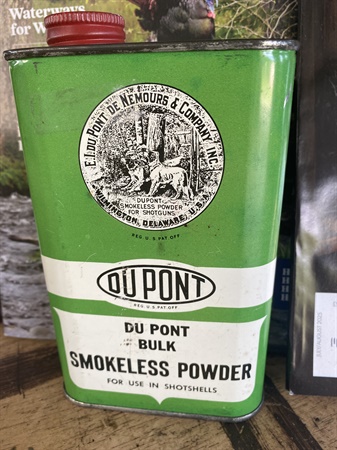 Waterways
for W
E. I. DU PONT DE NEMOURS & COMPANY, INC.
DUPONT
SMOKELESS POWDER
FOR SHOTGUNS
WILMINGTON, DELAWARE, U.S.A.
REG. U.S. PAT. OFF.
DU PONT
REG. U.S. PAT. OFF.
DU PONT
BULK
SMOKELESS POWDER
FOR USE IN SHOTSHELLS